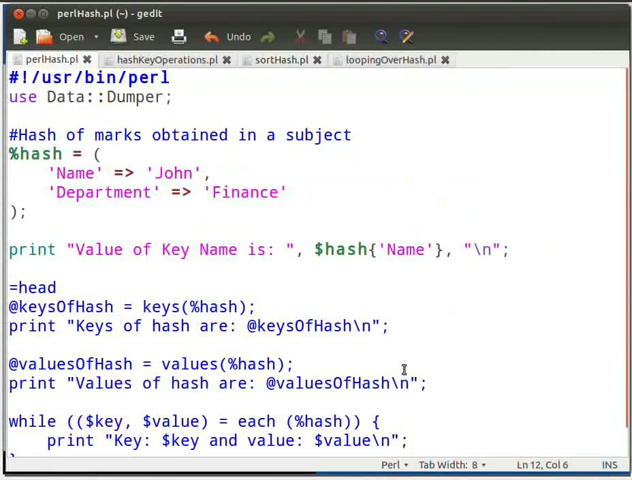 perlHash.pl (~) - gedit
Open Save Undo
perlHash.pl hashKeyOperations.pl sortHash.pl loopingOverHash.pl
#!/usr/bin/perl
use Data::Dumper;
#Hash of marks obtained in a subject
%hash = (
'Name' => 'John',
'Department' => 'Finance'
);
print "Value of Key Name is: ", $hash{'Name'}, "\n";
=head
@keysOfHash = keys(%hash);
print "Keys of hash are: @keysOfHash\n";
@valuesOfHash = values(%hash);
print "Values of hash are: @valuesOfHash\n";
while (($key, $value) = each (%hash)) {
print "Key: $key and value: $value\n";
Perl Tab Width: 8 Ln 12, Col 6 INS